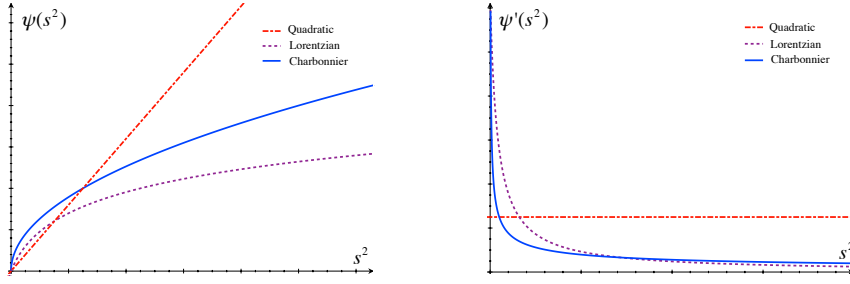 ψ(s²)
Quadratic
Lorentzian
Charbonnier
s²
ψ'(s²)
Quadratic
Lorentzian
Charbonnier
s²